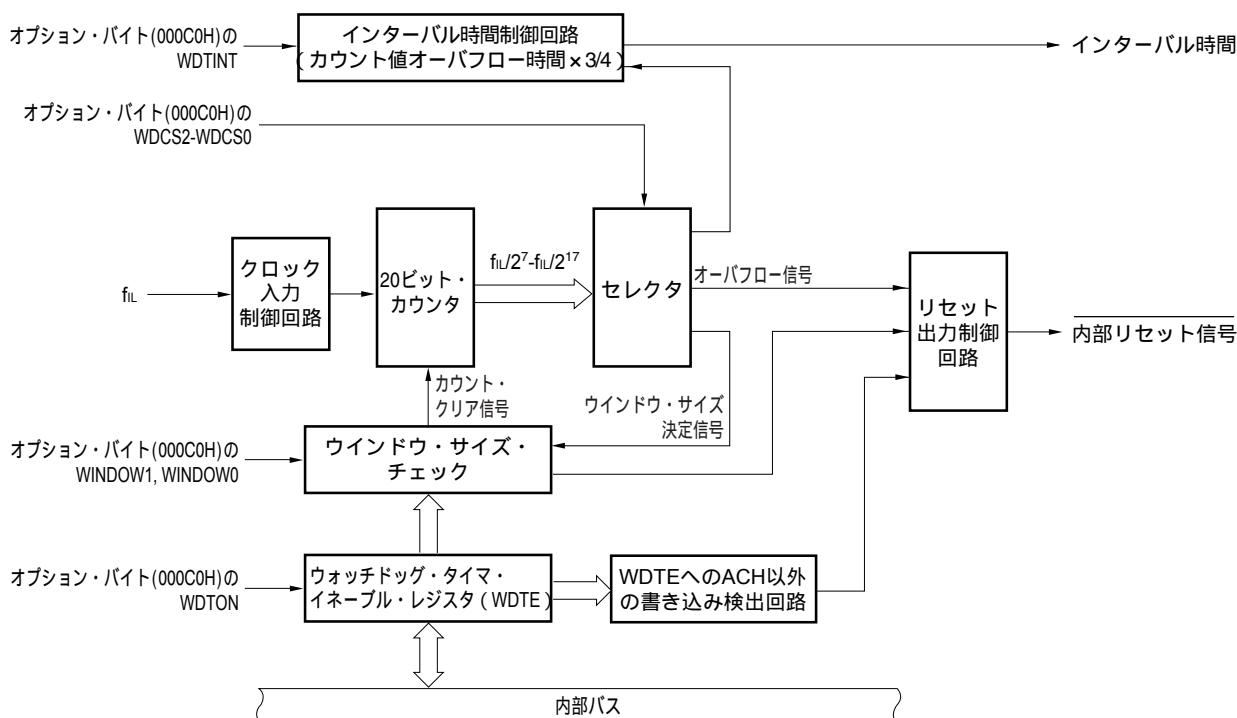 オプション・バイト(000C0H)の
WDTINT
インターバル時間制御回路
(カウント値オーバフロー時間×3/4)
インターバル時間
オプション・バイト(000C0H)の
WDCS2-WDCS0
fIL
クロック
入力
制御回路
20ビット・
カウンタ
fIL/2⁷-fIL/2¹⁷
セレクタ
オーバフロー信号
リセット
出力制御
回路
内部リセット信号
カウント・
クリア信号
ウインドウ・サイズ
決定信号
オプション・バイト(000C0H)の
WINDOW1, WINDOW0
ウインドウ・サイズ・
チェック
オプション・バイト(000C0H)の
WDTON
ウォッチドッグ・タイマ・
イネーブル・レジスタ(WDTE)
WDTEへのACH以外
の書き込み検出回路
内部バス